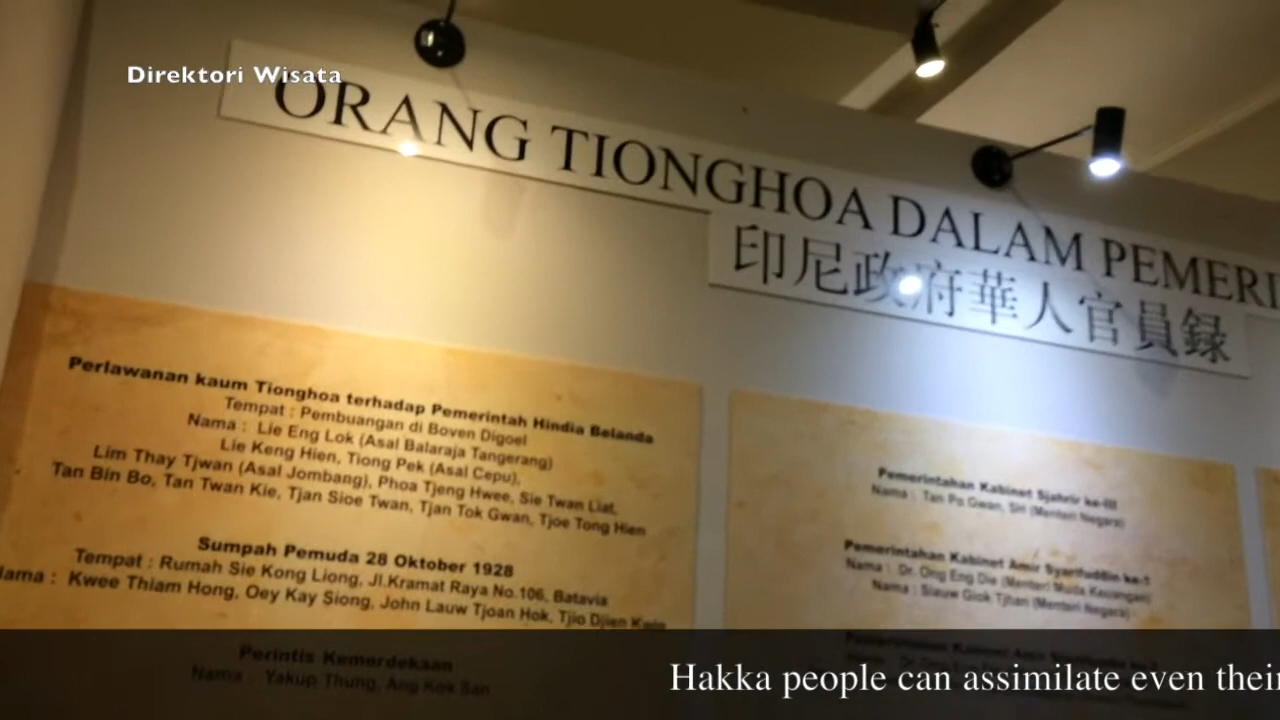 Direktori Wisata
ORANG TIONGHOA DALAM PEMERI
印尼政府華人官員録
Perlawanan kaum Tionghoa terhadap Pemerintah Hindia Belanda
Tempat : Pembuangan di Boven Digoel
Nama : Lie Eng Lok (Asal Balaraja Tangerang)
Lie Keng Hien, Tiong Pek (Asal Cepu),
Lim Thay Tjwan (Asal Jombang), Phoa Tjeng Hwee, Sie Twan Liat,
Tan Bin Bo, Tan Twan Kie, Tjan Sioe Twan, Tjan Tok Gwan, Tjoe Tong Hien
Sumpah Pemuda 28 Oktober 1928
Tempat : Rumah Sie Kong Liong, Jl.Kramat Raya No.106, Batavia
Nama : Kwee Thiam Hong, Oey Kay Siong, John Lauw Tjoan Hok, Tjio Djien Kwie
Perintis Kemerdekaan
Nama : Yakup Thung, Ang Kok San
Pemerintahan Kabinet Sjahrir ke-III
Nama : Tan Po Gwan, SH (Menteri Negara)
Pemerintahan Kabinet Amir Syarifuddin ke-1
Nama : Dr. Ong Eng Die (Menteri Muda Keuangan)
Nama : Siauw Giok Tjhan (Menteri Negara)
Pemerintahan Kabinet Amir Syarifuddin
Hakka people can assimilate even their